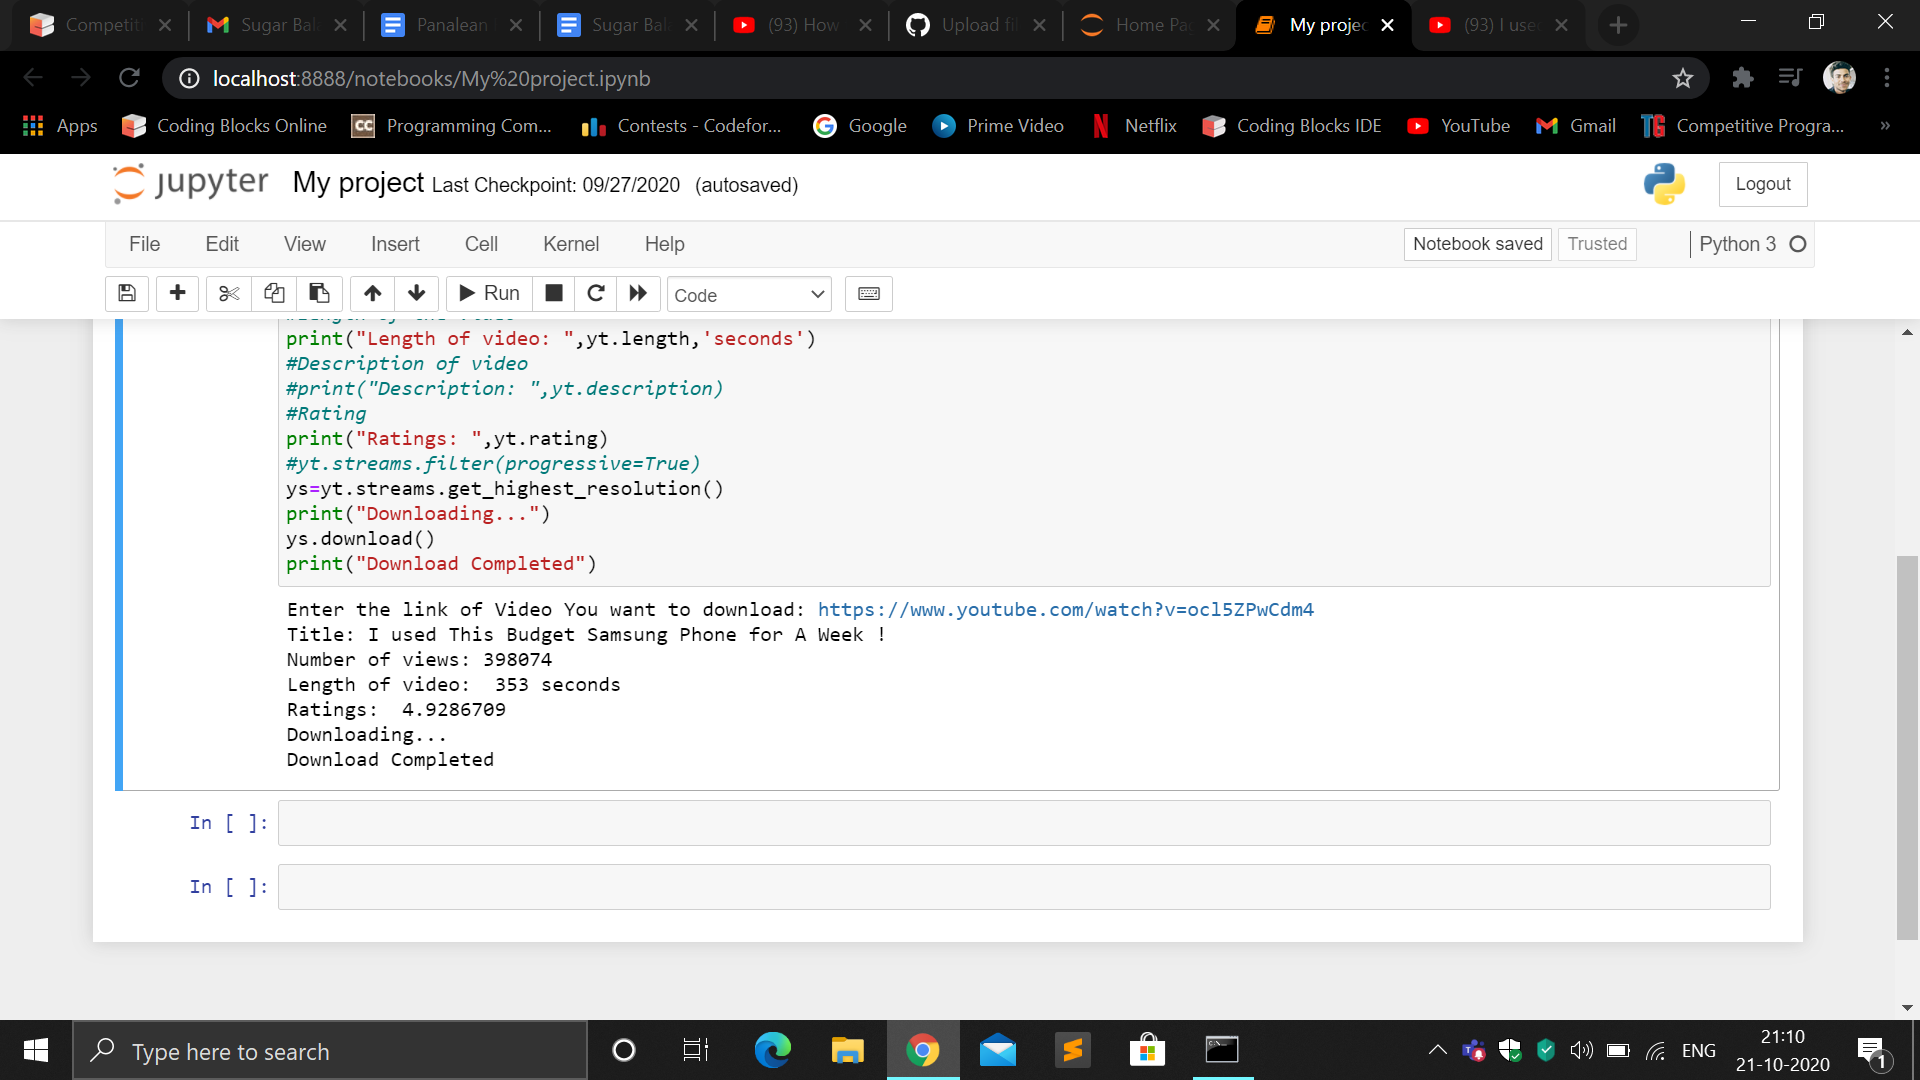 Competiti
Sugar Bal
Panalean
Sugar Bal
(93) How
Upload fil
Home Pa
My projec
(93) I used
localhost:8888/notebooks/My%20project.ipynb
Apps
Coding Blocks Online
CC
Programming Com...
Contests - Codefor...
Google
Prime Video
Netflix
Coding Blocks IDE
YouTube
Gmail
TG
Competitive Progra...
»
jupyter
My project Last Checkpoint: 09/27/2020 (autosaved)
Logout
File
Edit
View
Insert
Cell
Kernel
Help
Notebook saved
Trusted
Python 3
Run
Code
print("Length of video: ",yt.length,'seconds')
#Description of video
#print("Description: ",yt.description)
#Rating
print("Ratings: ",yt.rating)
#yt.streams.filter(progressive=True)
ys=yt.streams.get_highest_resolution()
print("Downloading...")
ys.download()
print("Download Completed")
Enter the link of Video You want to download: https://www.youtube.com/watch?v=ocl5ZPwCdm4
Title: I used This Budget Samsung Phone for A Week !
Number of views: 398074
Length of video:  353 seconds
Ratings:  4.9286709
Downloading...
Download Completed
In [ ]:
In [ ]:
Type here to search
ENG
21:10
21-10-2020
1